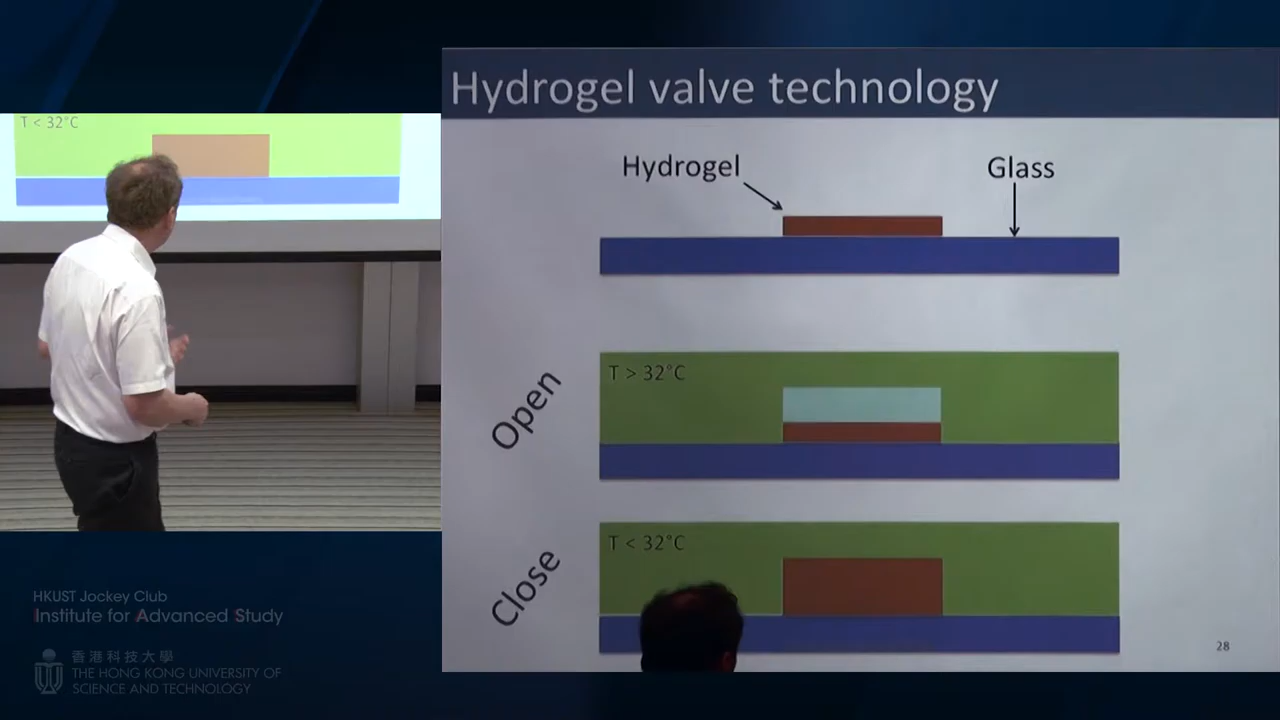 Hydrogel valve technology
T < 32°C
Hydrogel
Glass
Open
T > 32°C
Close
T < 32°C
28
HKUST Jockey Club
Institute for Advanced Study
香港科技大學
THE HONG KONG UNIVERSITY OF
SCIENCE AND TECHNOLOGY